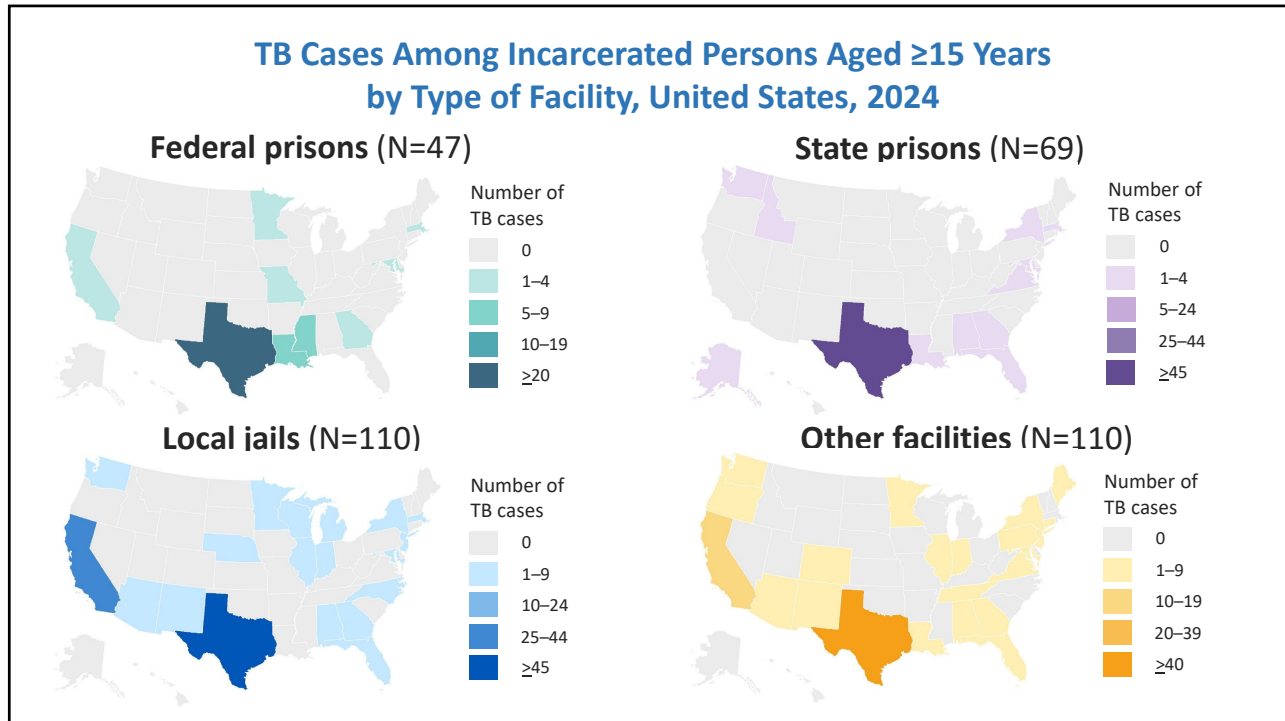 TB Cases Among Incarcerated Persons Aged ≥15 Years
by Type of Facility, United States, 2024
Federal prisons (N=47)
Number of
TB cases
0
1–4
5–9
10–19
≥20
State prisons (N=69)
Number of
TB cases
0
1–4
5–24
25–44
≥45
Local jails (N=110)
Number of
TB cases
0
1–9
10–24
25–44
≥45
Other facilities (N=110)
Number of
TB cases
0
1–9
10–19
20–39
≥40